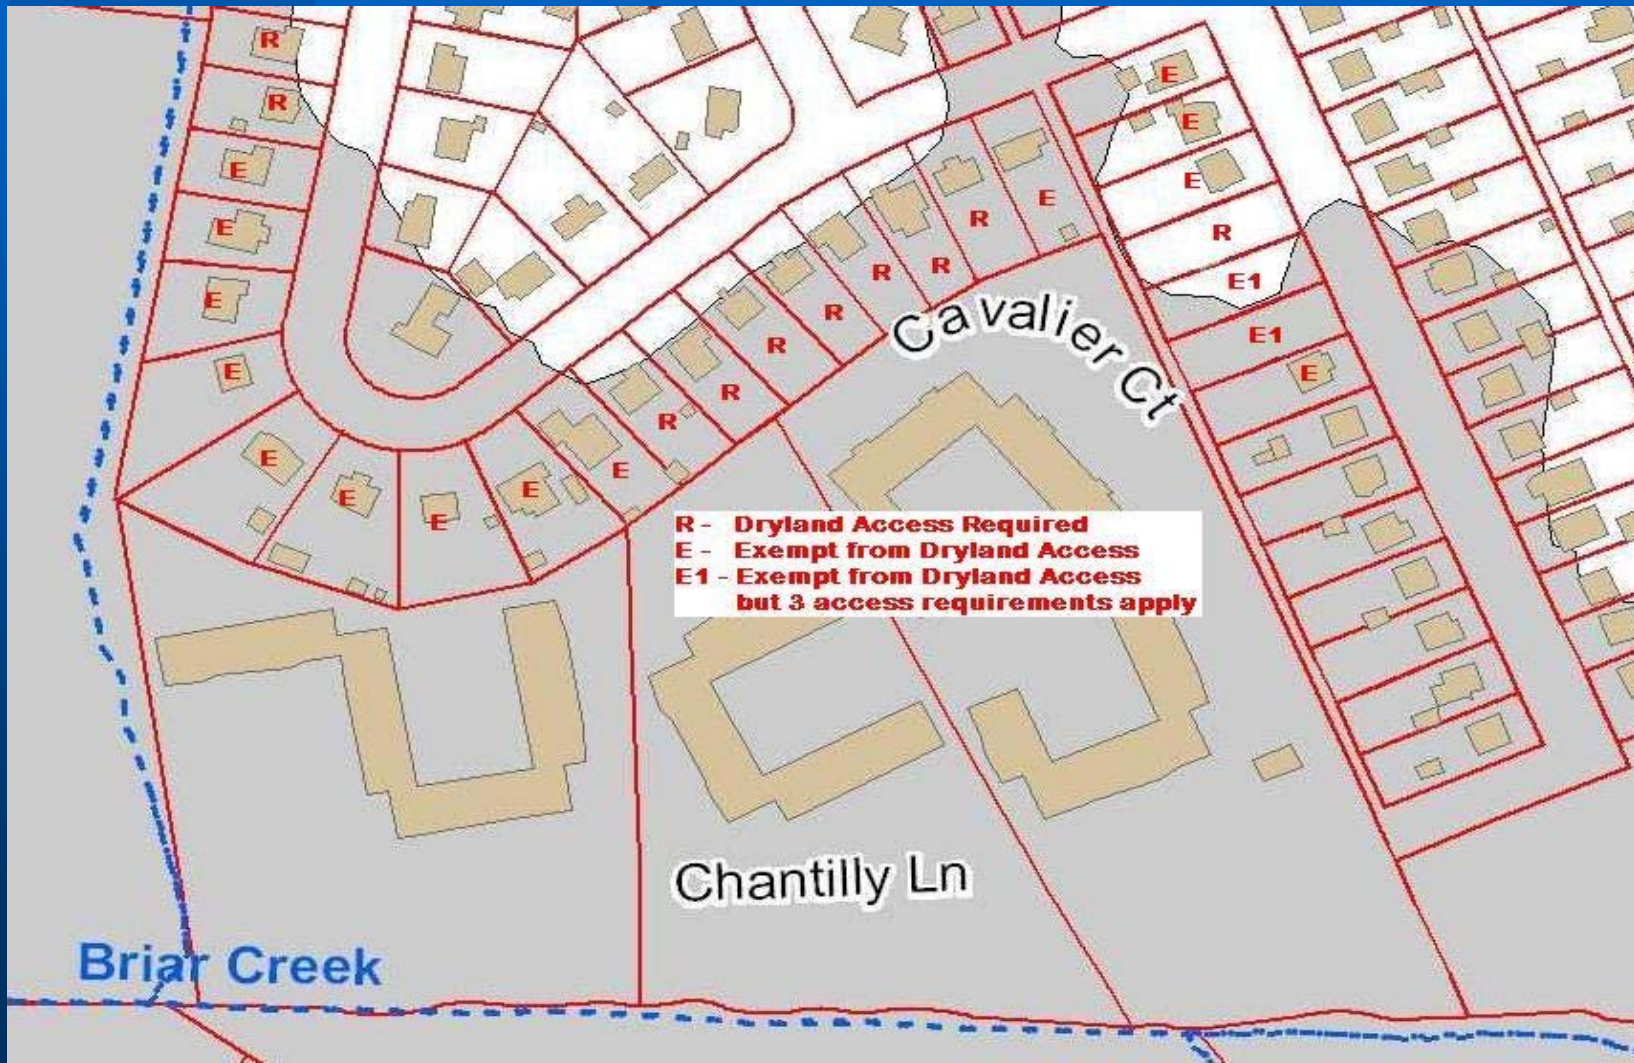 R
R
E
E
E
E
E
E
E
E
E
R
R
R
R
R
R
R
E
E
E
E
R
E1
E1
E
Cavalier Ct
R - Dryland Access Required
E - Exempt from Dryland Access
E1 - Exempt from Dryland Access
but 3 access requirements apply
Chantilly Ln
Briar Creek